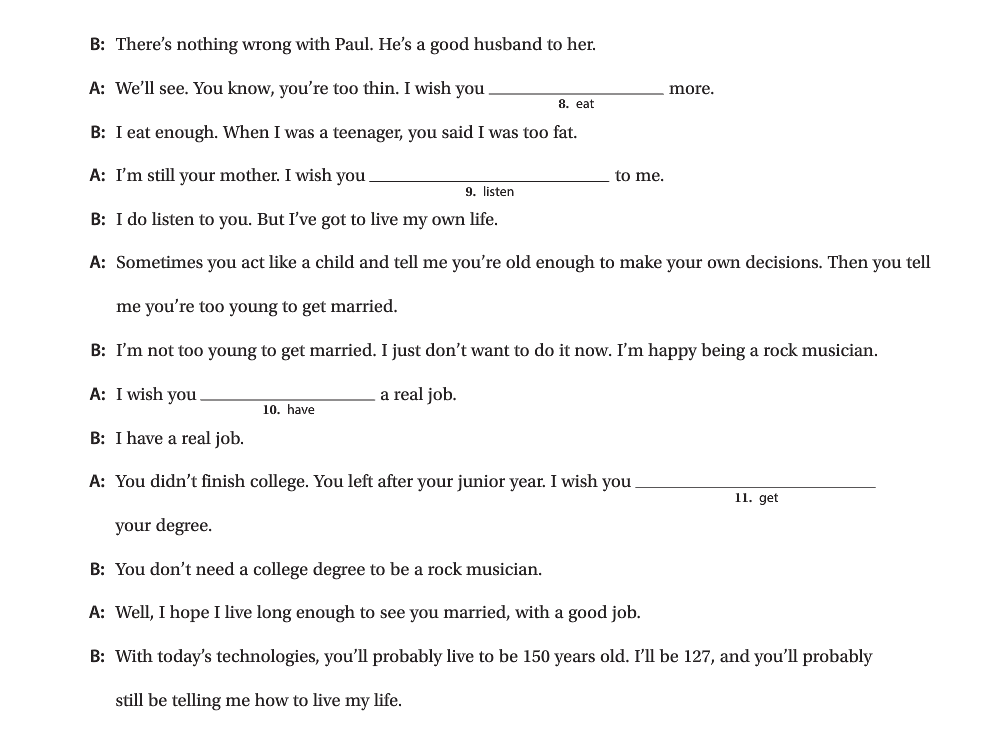 B: There’s nothing wrong with Paul. He’s a good husband to her.
A: We’ll see. You know, you’re too thin. I wish you ____________ more.
8. eat
B: I eat enough. When I was a teenager, you said I was too fat.
A: I’m still your mother. I wish you ____________ to me.
9. listen
B: I do listen to you. But I’ve got to live my own life.
A: Sometimes you act like a child and tell me you’re old enough to make your own decisions. Then you tell
me you’re too young to get married.
B: I’m not too young to get married. I just don’t want to do it now. I’m happy being a rock musician.
A: I wish you ____________ a real job.
10. have
B: I have a real job.
A: You didn’t finish college. You left after your junior year. I wish you ____________
11. get
your degree.
B: You don’t need a college degree to be a rock musician.
A: Well, I hope I live long enough to see you married, with a good job.
B: With today’s technologies, you’ll probably live to be 150 years old. I’ll be 127, and you’ll probably
still be telling me how to live my life.